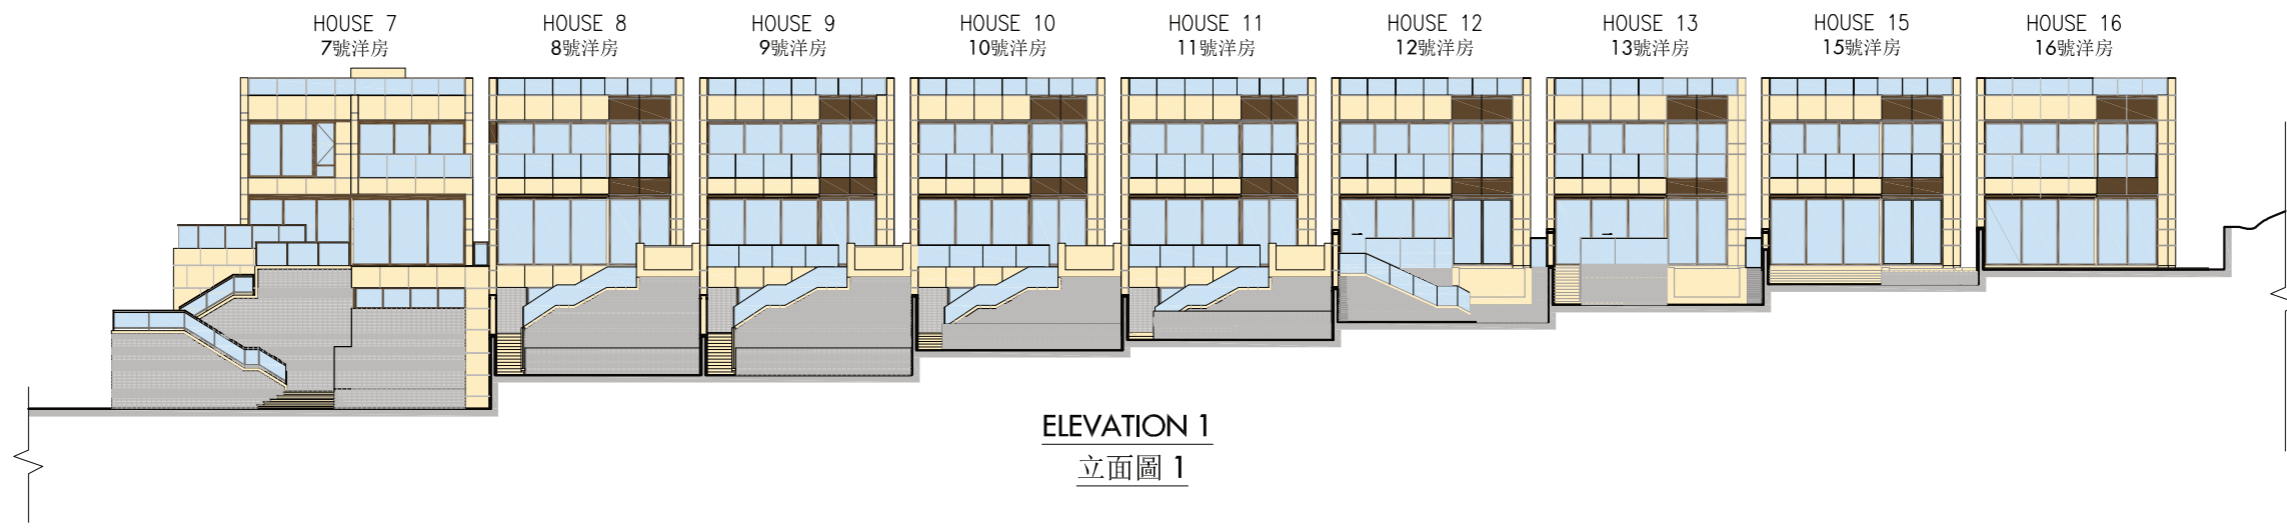 HOUSE 7
7號洋房
HOUSE 8
8號洋房
HOUSE 9
9號洋房
HOUSE 10
10號洋房
HOUSE 11
11號洋房
HOUSE 12
12號洋房
HOUSE 13
13號洋房
HOUSE 15
15號洋房
HOUSE 16
16號洋房
ELEVATION 1
立面圖 1